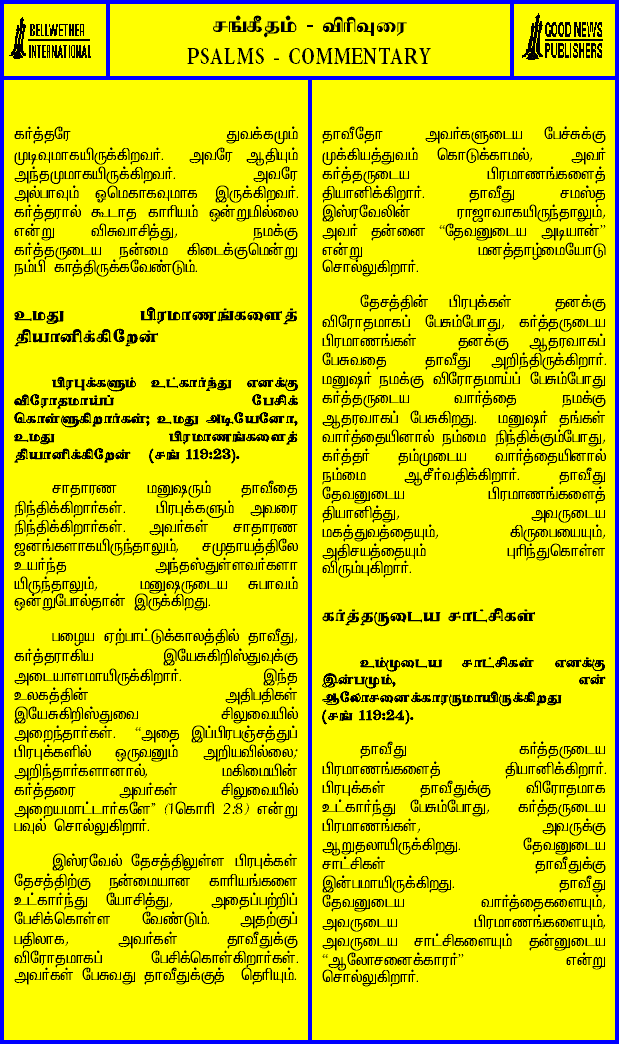 BELLWETHER
INTERNATIONAL
சங்கீதம் - விரிவுரை
PSALMS - COMMENTARY
GOOD NEWS
PUBLISHERS
கர்த்தரே துவக்கமும்
முடிவுமாகயிருக்கிறவர். அவரே ஆதியும்
அந்தமுமாகயிருக்கிறவர். அவரே
அல்பாவும் ஓமெகாகவுமாக இருக்கிறவர்.
கர்த்தரால் கூடாத காரியம் ஒன்றுமில்லை
என்று விசுவாசித்து, நமக்கு
கர்த்தருடைய நன்மை கிடைக்குமென்று
நம்பி காத்திருக்கவேண்டும்.
உமது பிரமாணங்களைத்
தியானிக்கிறேன்
பிரபுக்களும் உட்கார்ந்து எனக்கு
விரோதமாய்ப் பேசிக்
கொள்ளுகிறார்கள்; உமது அடியேனோ,
உமது பிரமாணங்களைத்
தியானிக்கிறேன் (சங் 119:23).
சாதாரண மனுஷரும் தாவீதை
நிந்திக்கிறார்கள். பிரபுக்களும் அவரை
நிந்திக்கிறார்கள். அவர்கள் சாதாரண
ஜனங்களாகயிருந்தாலும், சமுதாயத்திலே
உயர்ந்த அந்தஸ்துள்ளவர்களா
யிருந்தாலும், மனுஷருடைய சுபாவம்
ஒன்றுபோல்தான் இருக்கிறது.
பழைய ஏற்பாட்டுக்காலத்தில் தாவீது,
கர்த்தராகிய இயேசுகிறிஸ்துவுக்கு
அடையாளமாயிருக்கிறார். இந்த
உலகத்தின் அதிபதிகள்
இயேசுகிறிஸ்துவை சிலுவையில்
அறைந்தார்கள். “அதை இப்பிரபஞ்சத்துப்
பிரபுக்களில் ஒருவனும் அறியவில்லை;
அறிந்தார்களானால், மகிமையின்
கர்த்தரை அவர்கள் சிலுவையில்
அறையமாட்டார்களே” (1கொரி 2:8) என்று
பவுல் சொல்லுகிறார்.
இஸ்ரவேல் தேசத்திலுள்ள பிரபுக்கள்
தேசத்திற்கு நன்மையான காரியங்களை
உட்கார்ந்து யோசித்து, அதைப்பற்றிப்
பேசிக்கொள்ள வேண்டும். அதற்குப்
பதிலாக, அவர்கள் தாவீதுக்கு
விரோதமாகப் பேசிக்கொள்கிறார்கள்.
அவர்கள் பேசுவது தாவீதுக்குத் தெரியும்.
தாவீதோ அவர்களுடைய பேச்சுக்கு
முக்கியத்துவம் கொடுக்காமல், அவர்
கர்த்தருடைய பிரமாணங்களைத்
தியானிக்கிறார். தாவீது சமஸ்த
இஸ்ரவேலின் ராஜாவாகயிருந்தாலும்,
அவர் தன்னை “தேவனுடைய அடியான்”
என்று மனத்தாழ்மையோடு
சொல்லுகிறார்.
தேசத்தின் பிரபுக்கள் தனக்கு
விரோதமாகப் பேசும்போது, கர்த்தருடைய
பிரமாணங்கள் தனக்கு ஆதரவாகப்
பேசுவதை தாவீது அறிந்திருக்கிறார்.
மனுஷர் நமக்கு விரோதமாய்ப் பேசும்போது
கர்த்தருடைய வார்த்தை நமக்கு
ஆதரவாகப் பேசுகிறது. மனுஷர் தங்கள்
வார்த்தையினால் நம்மை நிந்திக்கும்போது,
கர்த்தர் தம்முடைய வார்த்தையினால்
நம்மை ஆசீர்வதிக்கிறார். தாவீது
தேவனுடைய பிரமாணங்களைத்
தியானித்து, அவருடைய
மகத்துவத்தையும், கிருபையையும்,
அதிசயத்தையும் புரிந்துகொள்ள
விரும்புகிறார்.
கர்த்தருடைய சாட்சிகள்
உம்முடைய சாட்சிகள் எனக்கு
இன்பமும், என்
ஆலோசனைக்காரருமாயிருக்கிறது
(சங் 119:24).
தாவீது கர்த்தருடைய
பிரமாணங்களைத் தியானிக்கிறார்.
பிரபுக்கள் தாவீதுக்கு விரோதமாக
உட்கார்ந்து பேசும்போது, கர்த்தருடைய
பிரமாணங்கள், அவருக்கு
ஆறுதலாயிருக்கிறது. தேவனுடைய
சாட்சிகள் தாவீதுக்கு
இன்பமாயிருக்கிறது. தாவீது
தேவனுடைய வார்த்தைகளையும்,
அவருடைய பிரமாணங்களையும்,
அவருடைய சாட்சிகளையும் தன்னுடைய
“ஆலோசனைக்காரர்” என்று
சொல்லுகிறார்.